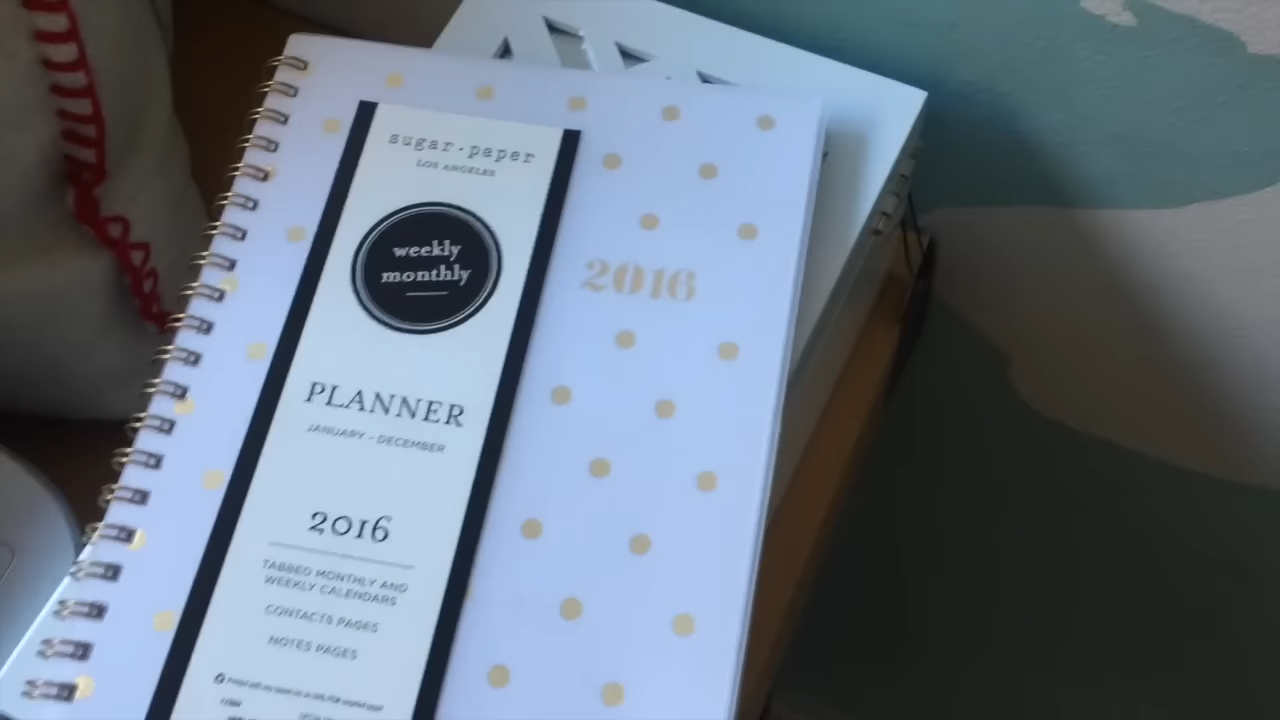 sugar·paper
LOS ANGELES
weekly
monthly
2016
PLANNER
JANUARY - DECEMBER
2016
TABBED MONTHLY AND
WEEKLY CALENDARS
CONTACTS PAGES
NOTES PAGES